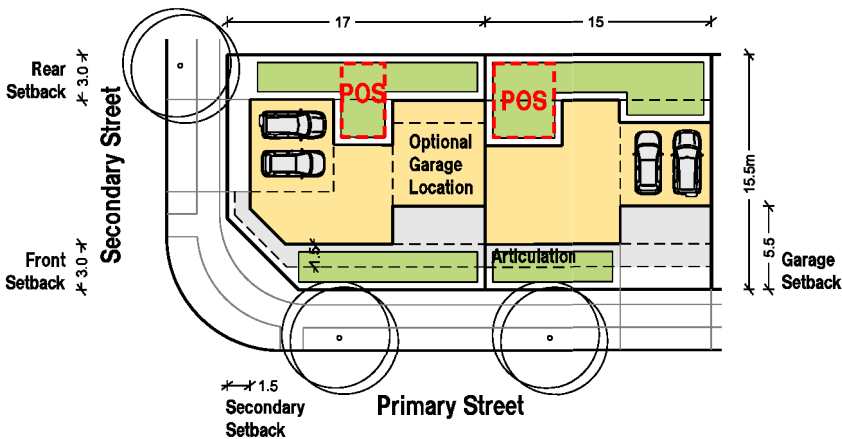 17
15
Rear
Setback
3.0
Secondary Street
POS
POS
Optional
Garage
Location
15.5m
Front
Setback
3.0
1.5
Articulation
5.5
Garage
Setback
1.5
Secondary
Setback
Primary Street